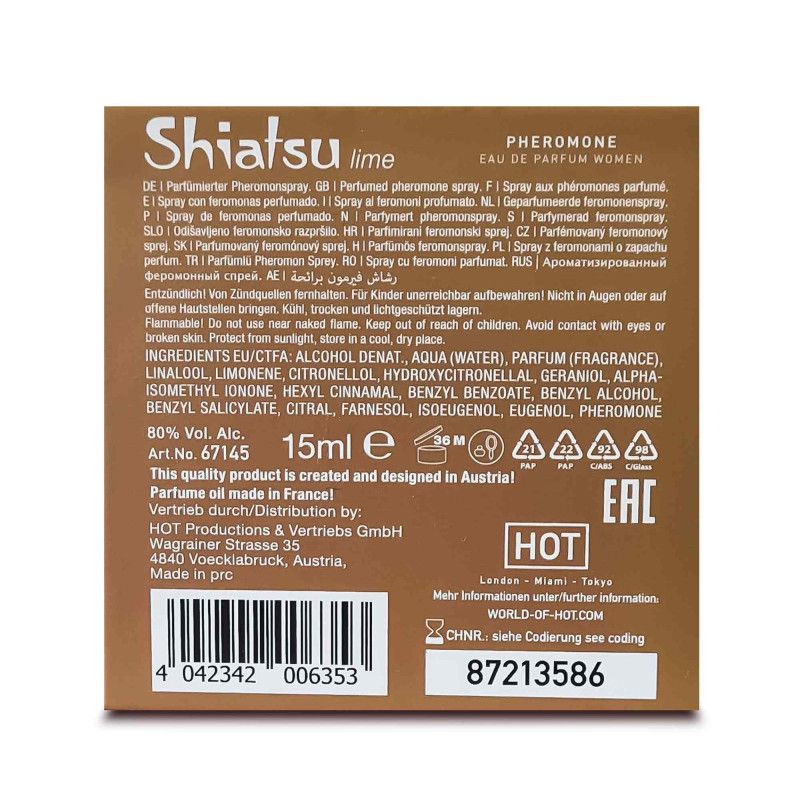 Shiatsu lime
PHEROMONE
EAU DE PARFUM WOMEN
DE | Parfümierter Pheromonspray. GB | Perfumed pheromone spray. F | Spray aux phéromones parfumé.
E | Spray con feromonas perfumado. I | Spray al feromoni profumato. NL | Geparfumeerde feromonenspray.
P | Spray de feromonas perfumado. N | Parfymert pheromonspray. S | Parfymerad feromonspray.
SLO | Odišavljeno feromonsko razpršilo. HR | Parfimirani feromonski sprej. CZ | Parfémovaný feromonový
sprej. SK | Parfumovaný feromónový sprej. H | Parfümös feromonspray. PL | Spray z feromonami o zapachu
perfum. TR | Parfümlü Pheromon Sprey. RO | Spray cu feromoni parfumat. RUS | Ароматизированный
феромонный спрей. AE | رشاش فيرمون برائحة
Entzündlich! Von Zündquellen fernhalten. Für Kinder unerreichbar aufbewahren! Nicht in Augen oder auf
offene Hautstellen bringen. Kühl, trocken und lichtgeschützt lagern.
Flammable! Do not use near naked flame. Keep out of reach of children. Avoid contact with eyes or
broken skin. Protect from sunlight, store in a cool, dry place.
INGREDIENTS EU/CTFA: ALCOHOL DENAT., AQUA (WATER), PARFUM (FRAGRANCE),
LINALOOL, LIMONENE, CITRONELLOL, HYDROXYCITRONELLAL, GERANIOL, ALPHA-
ISOMETHYL IONONE, HEXYL CINNAMAL, BENZYL BENZOATE, BENZYL ALCOHOL,
BENZYL SALICYLATE, CITRAL, FARNESOL, ISOEUGENOL, EUGENOL, PHEROMONE
80% Vol. Alc.
Art.No. 67145
15ml ℮
36 M
21
PAP
22
PAP
92
C/ABS
98
C/Glass
This quality product is created and designed in Austria!
Parfume oil made in France!
Vertrieb durch/Distribution by:
HOT Productions & Vertriebs GmbH
Wagrainer Strasse 35
4840 Voecklabruck, Austria,
Made in prc
EAC
HOT
London - Miami - Tokyo
Mehr Informationen unter/further information:
WORLD-OF-HOT.COM
CHNR.: siehe Codierung see coding
87213586
4 042342 006353